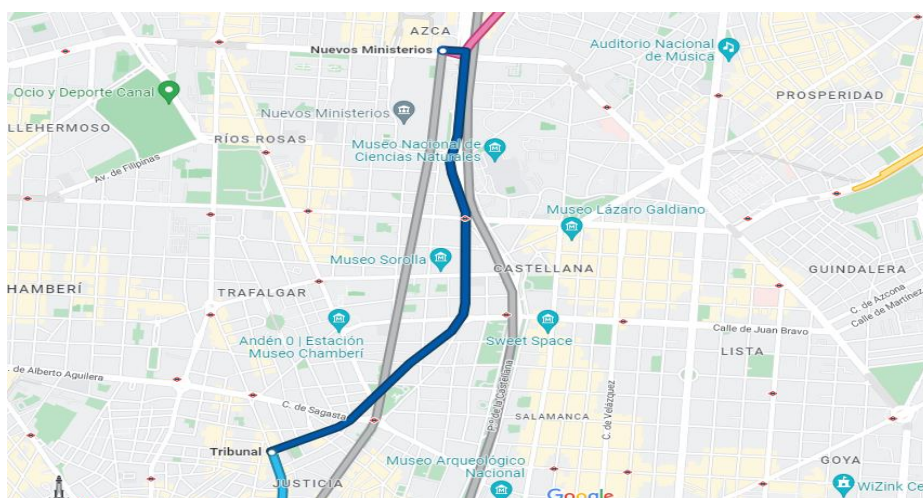 AZCA
Nuevos Ministerios
Auditorio Nacional
de Música
Ocio y Deporte Canal
PROSPERIDAD
Nuevos Ministerios
LLEHERMOSO
RÍOS ROSAS
Museo Nacional de
Ciencias Naturales
Av. de Filipinas
Museo Lázaro Galdiano
Museo Sorolla
CASTELLANA
GUINDALERA
HAMBERÍ
TRAFALGAR
C. de Azcona
Calle de Martínez
Andén 0 | Estación
Museo Chamberí
Sweet Space
Calle de Juan Bravo
LISTA
. de Alberto Aguilera
P.º de la Castellana
C. de Velázquez
C. de Sagasta
SALAMANCA
Tribunal
Museo Arqueológico
Nacional
GOYA
JUSTICIA
WiZink Ce
Google